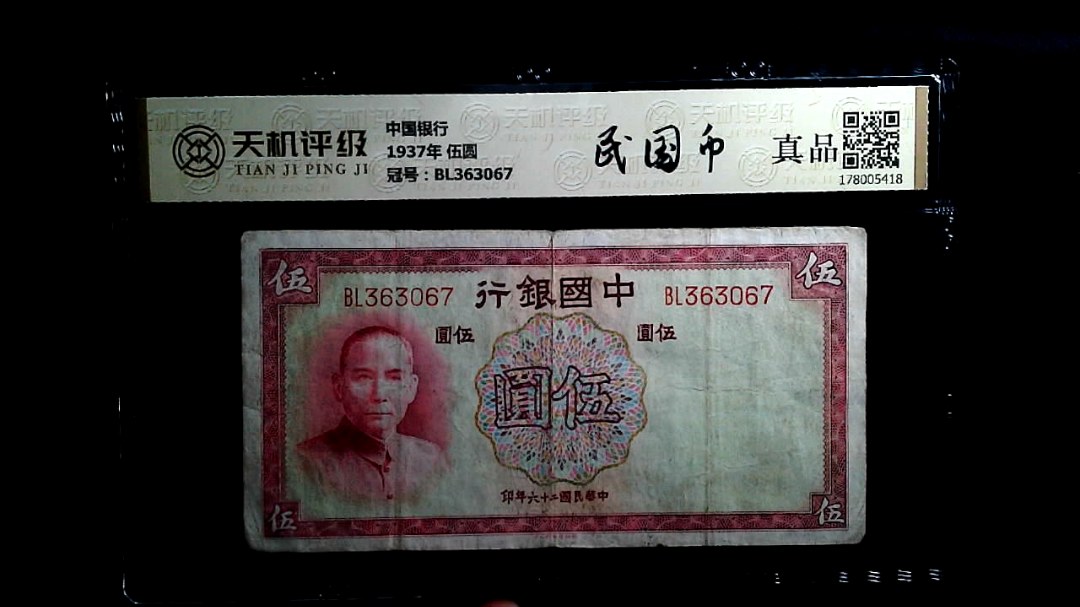 天机评级
TIAN JI PING JI
中国银行
1937年 伍圆
冠号：BL363067
民国币
真品
178005418
伍
伍
BL363067
中國銀行
BL363067
伍圓
伍圓
伍圓
中華民國二十六年印
伍
伍